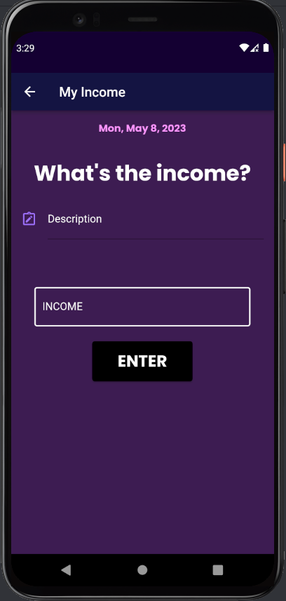 3:29
My Income
Mon, May 8, 2023
What's the income?
Description
INCOME
ENTER